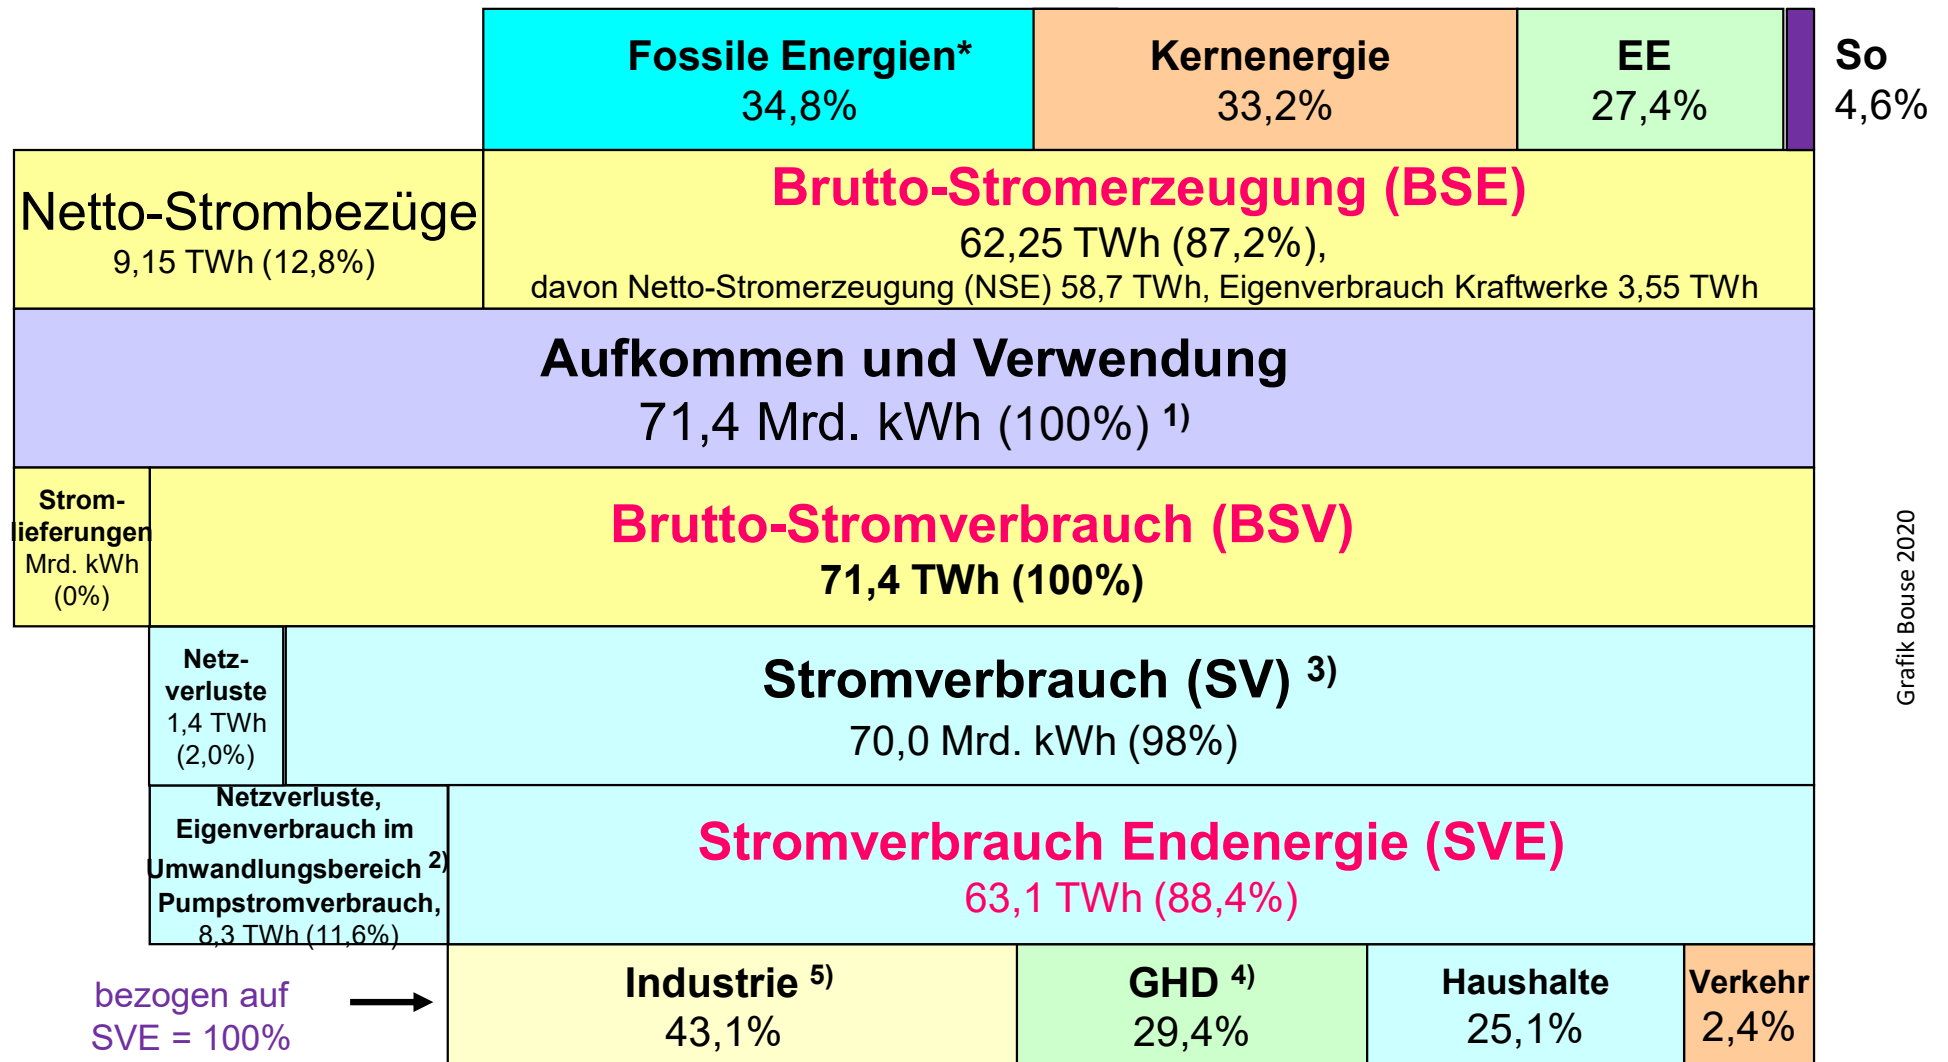 Fossile Energien*
34,8%
Kernenergie
33,2%
EE
27,4%
So
4,6%
Netto-Strombezüge
9,15 TWh (12,8%)
Brutto-Stromerzeugung (BSE)
62,25 TWh (87,2%),
davon Netto-Stromerzeugung (NSE) 58,7 TWh, Eigenverbrauch Kraftwerke 3,55 TWh
Aufkommen und Verwendung
71,4 Mrd. kWh (100%) 1)
Strom-
lieferungen
Mrd. kWh
(0%)
Brutto-Stromverbrauch (BSV)
71,4 TWh (100%)
Netz-
verluste
1,4 TWh
(2,0%)
Stromverbrauch (SV) 3)
70,0 Mrd. kWh (98%)
Netzverluste,
Eigenverbrauch im
Umwandlungsbereich 2)
Pumpstromverbrauch,
8,3 TWh (11,6%)
Stromverbrauch Endenergie (SVE)
63,1 TWh (88,4%)
bezogen auf
SVE = 100%
Industrie 5)
43,1%
GHD 4)
29,4%
Haushalte
25,1%
Verkehr
2,4%
Grafik Bouse 2020